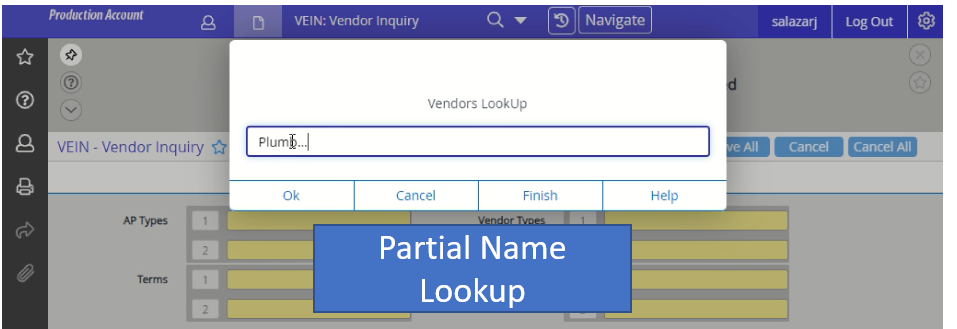 Production Account
VEIN: Vendor Inquiry
Navigate
salazarj
Log Out
d
Vendors LookUp
Plumb...
VEIN - Vendor Inquiry
ve All
Cancel
Cancel All
Ok
Cancel
Finish
Help
AP Types
1
Vendor Types
1
2
Terms
1
2
2
Partial Name
Lookup